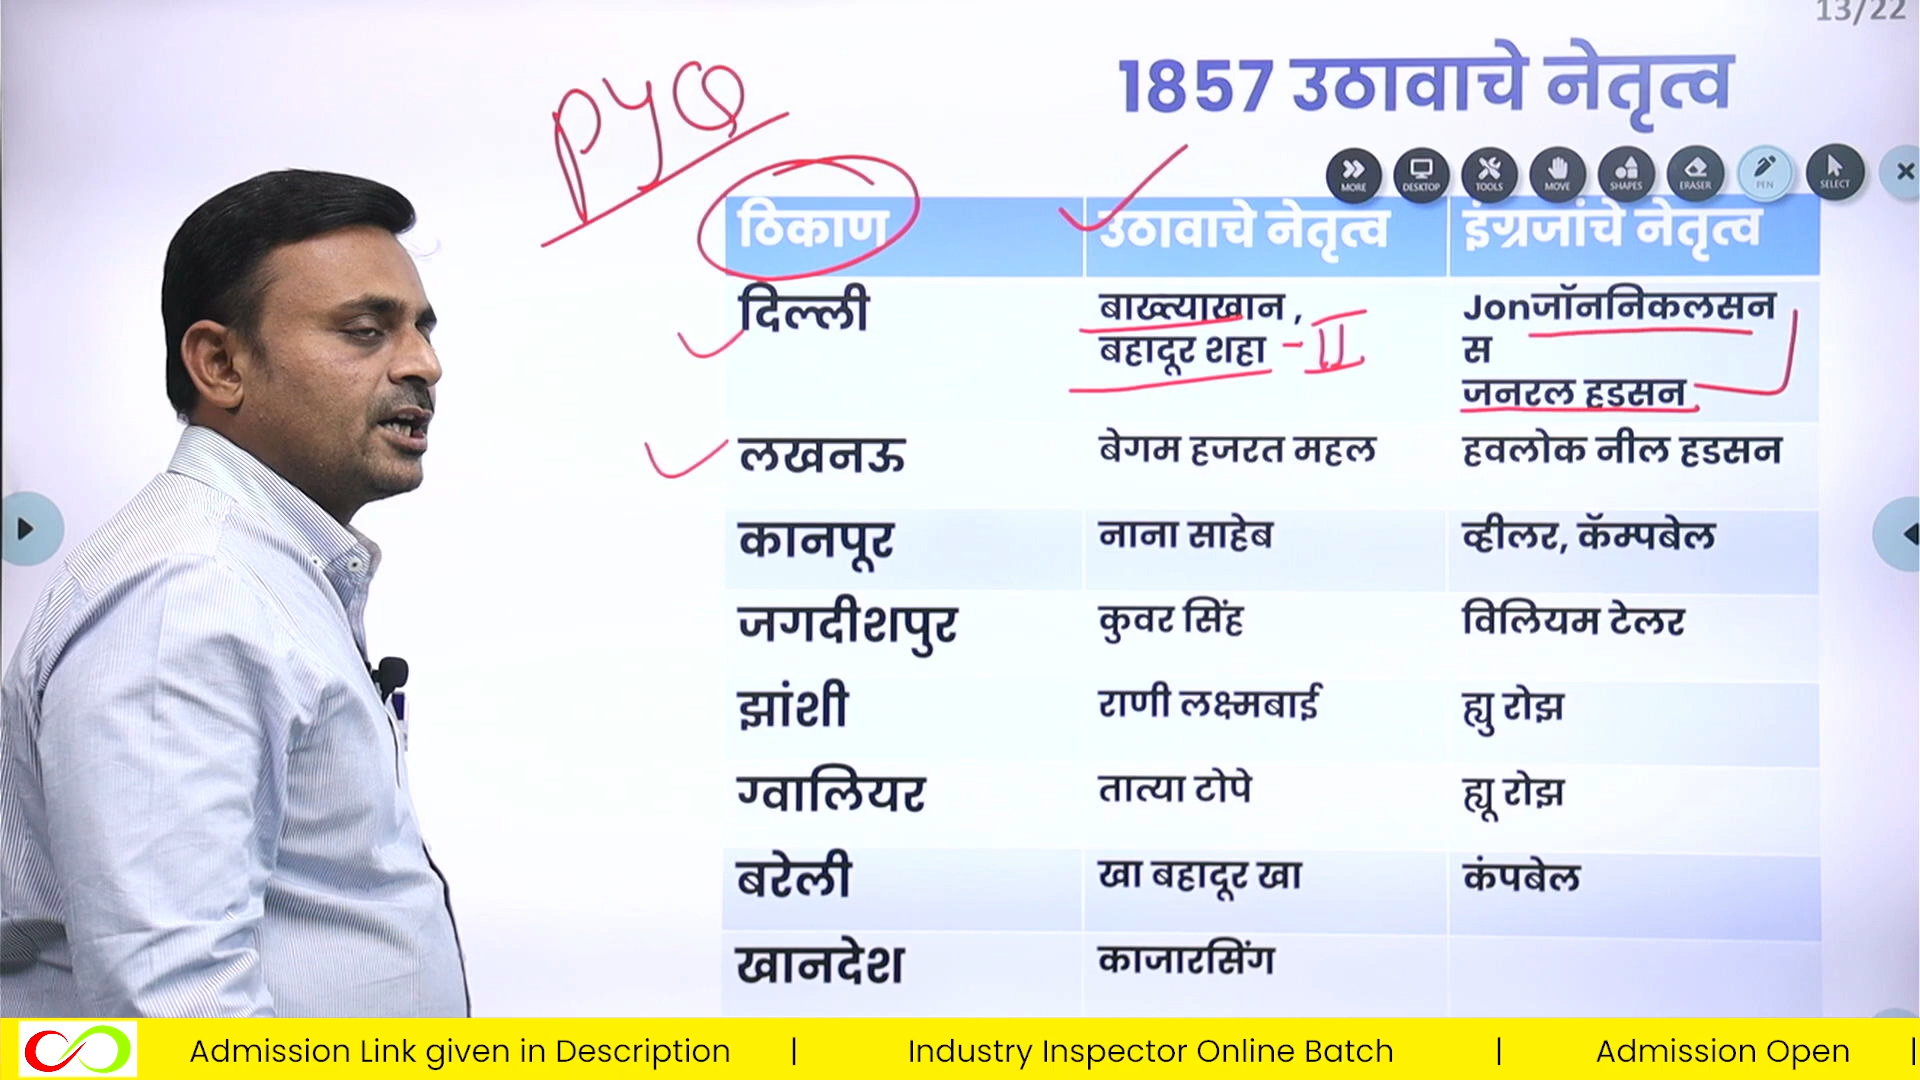 13/22
1857 उठावाचे नेतृत्व
PYQ
MORE DESKTOP TOOLS MOVE SHAPES ERASER PEN SELECT
ठिकाण उठावाचे नेतृत्व इंग्रजांचे नेतृत्व
दिल्ली बाख्त्याखान , Jonजॉननिकलसन
बहादूर शहा - II स
जनरल हडसन
लखनऊ बेगम हजरत महल हवलोक नील हडसन
कानपूर नाना साहेब व्हीलर, कॅम्पबेल
जगदीशपुर कुवर सिंह विलियम टेलर
झांशी राणी लक्ष्मबाई ह्यु रोझ
ग्वालियर तात्या टोपे ह्यू रोझ
बरेली खा बहादूर खा कंपबेल
खानदेश काजारसिंग
Admission Link given in Description | Industry Inspector Online Batch | Admission Open |